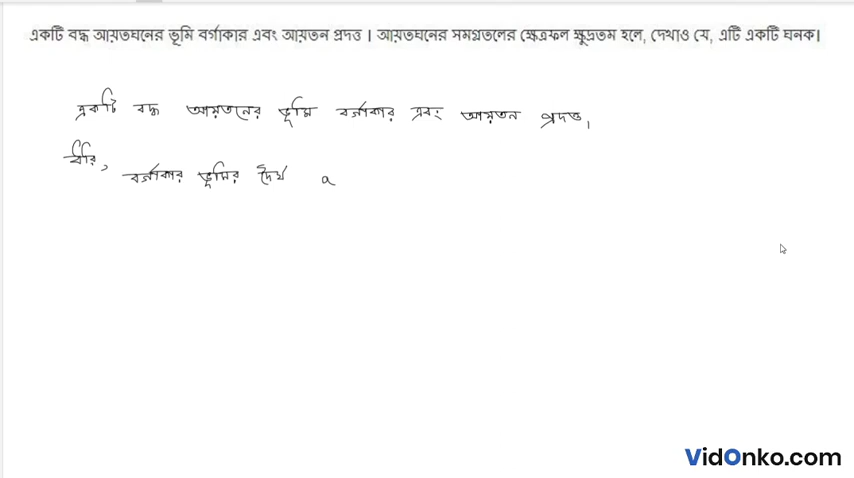 একটি বদ্ধ আয়তঘনের ভূমি বর্গাকার এবং আয়তন প্রদত্ত। আয়তঘনের সমগ্রতলের ক্ষেত্রফল ক্ষুদ্রতম হলে, দেখাও যে, এটি একটি ঘনক।
একটি বদ্ধ আয়তনের ভূমি বর্গাকার এবং আয়তন প্রদত্ত,
ধরি,
বর্গাকার ভূমির দৈর্ঘ a
VidOnko.com